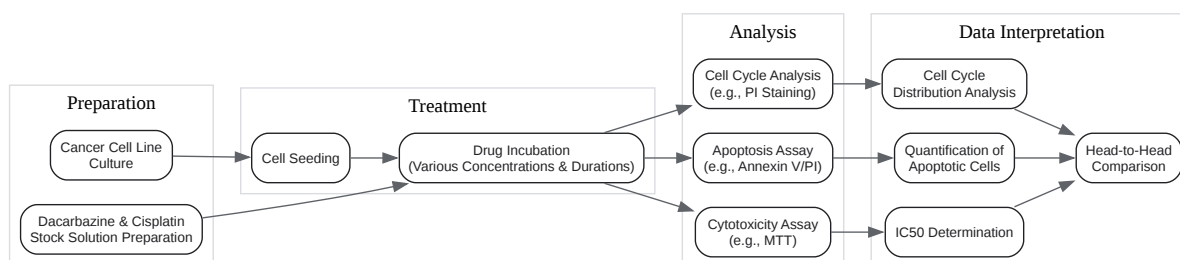 Preparation
Cancer Cell Line
Culture
Dacarbazine & Cisplatin
Stock Solution Preparation
Treatment
Cell Seeding
Drug Incubation
(Various Concentrations & Durations)
Analysis
Cell Cycle Analysis
(e.g., PI Staining)
Apoptosis Assay
(e.g., Annexin V/PI)
Cytotoxicity Assay
(e.g., MTT)
Data Interpretation
Cell Cycle
Distribution Analysis
Quantification of
Apoptotic Cells
IC50 Determination
Head-to-Head
Comparison